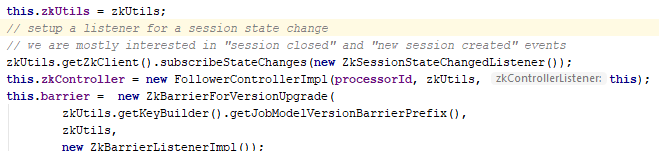 this.zkUtils = zkUtils;
// setup a listener for a session state change
// we are mostly interested in "session closed" and "new session created" events
zkUtils.getZkClient().subscribeStateChanges(new ZkSessionStateChangedListener());
this.zkController = new FollowerControllerImpl(processorId, zkUtils, zkControllerListener: this);
this.barrier =  new ZkBarrierForVersionUpgrade(
zkUtils.getKeyBuilder().getJobModelVersionBarrierPrefix(),
zkUtils,
new ZkBarrierListenerImpl());